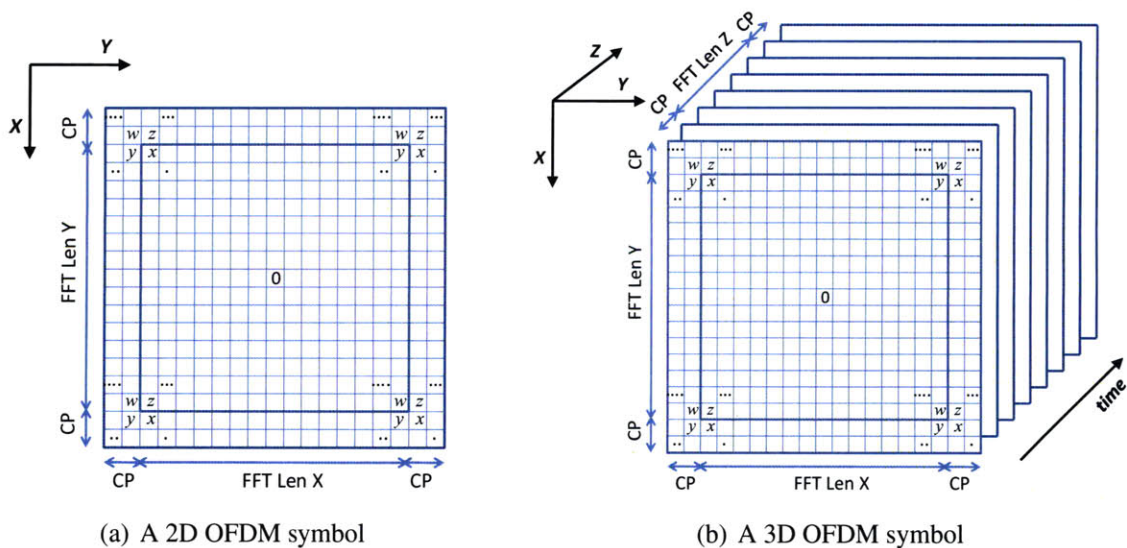 Y
X
CP
.... ....
w z w z
y x y x
.. . .. .
FFT Len Y
0
.... ....
w z w z
y x y x
.. . .. .
CP
CP FFT Len X CP
(a) A 2D OFDM symbol
Z
Y
X
CP
FFT Len Z
CP
CP
.... ... .... ...
w z w z
y x y x
.. . .. .
FFT Len Y
0
.... ... .... ...
w z w z
y x y x
.. . .. .
CP
CP FFT Len X CP
time
(b) A 3D OFDM symbol